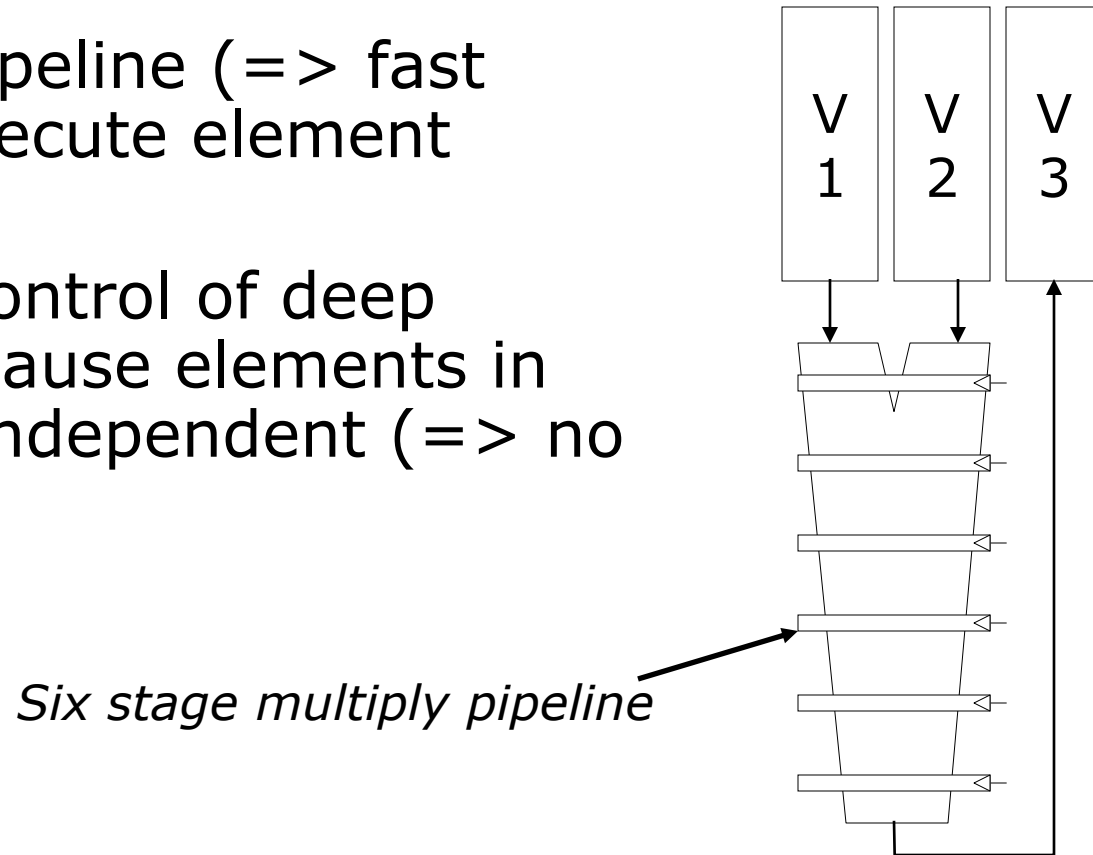 peline (=> fast
ecute element
ontrol of deep
ause elements in
ndependent (=> no
Six stage multiply pipeline
V V V
1 2 3